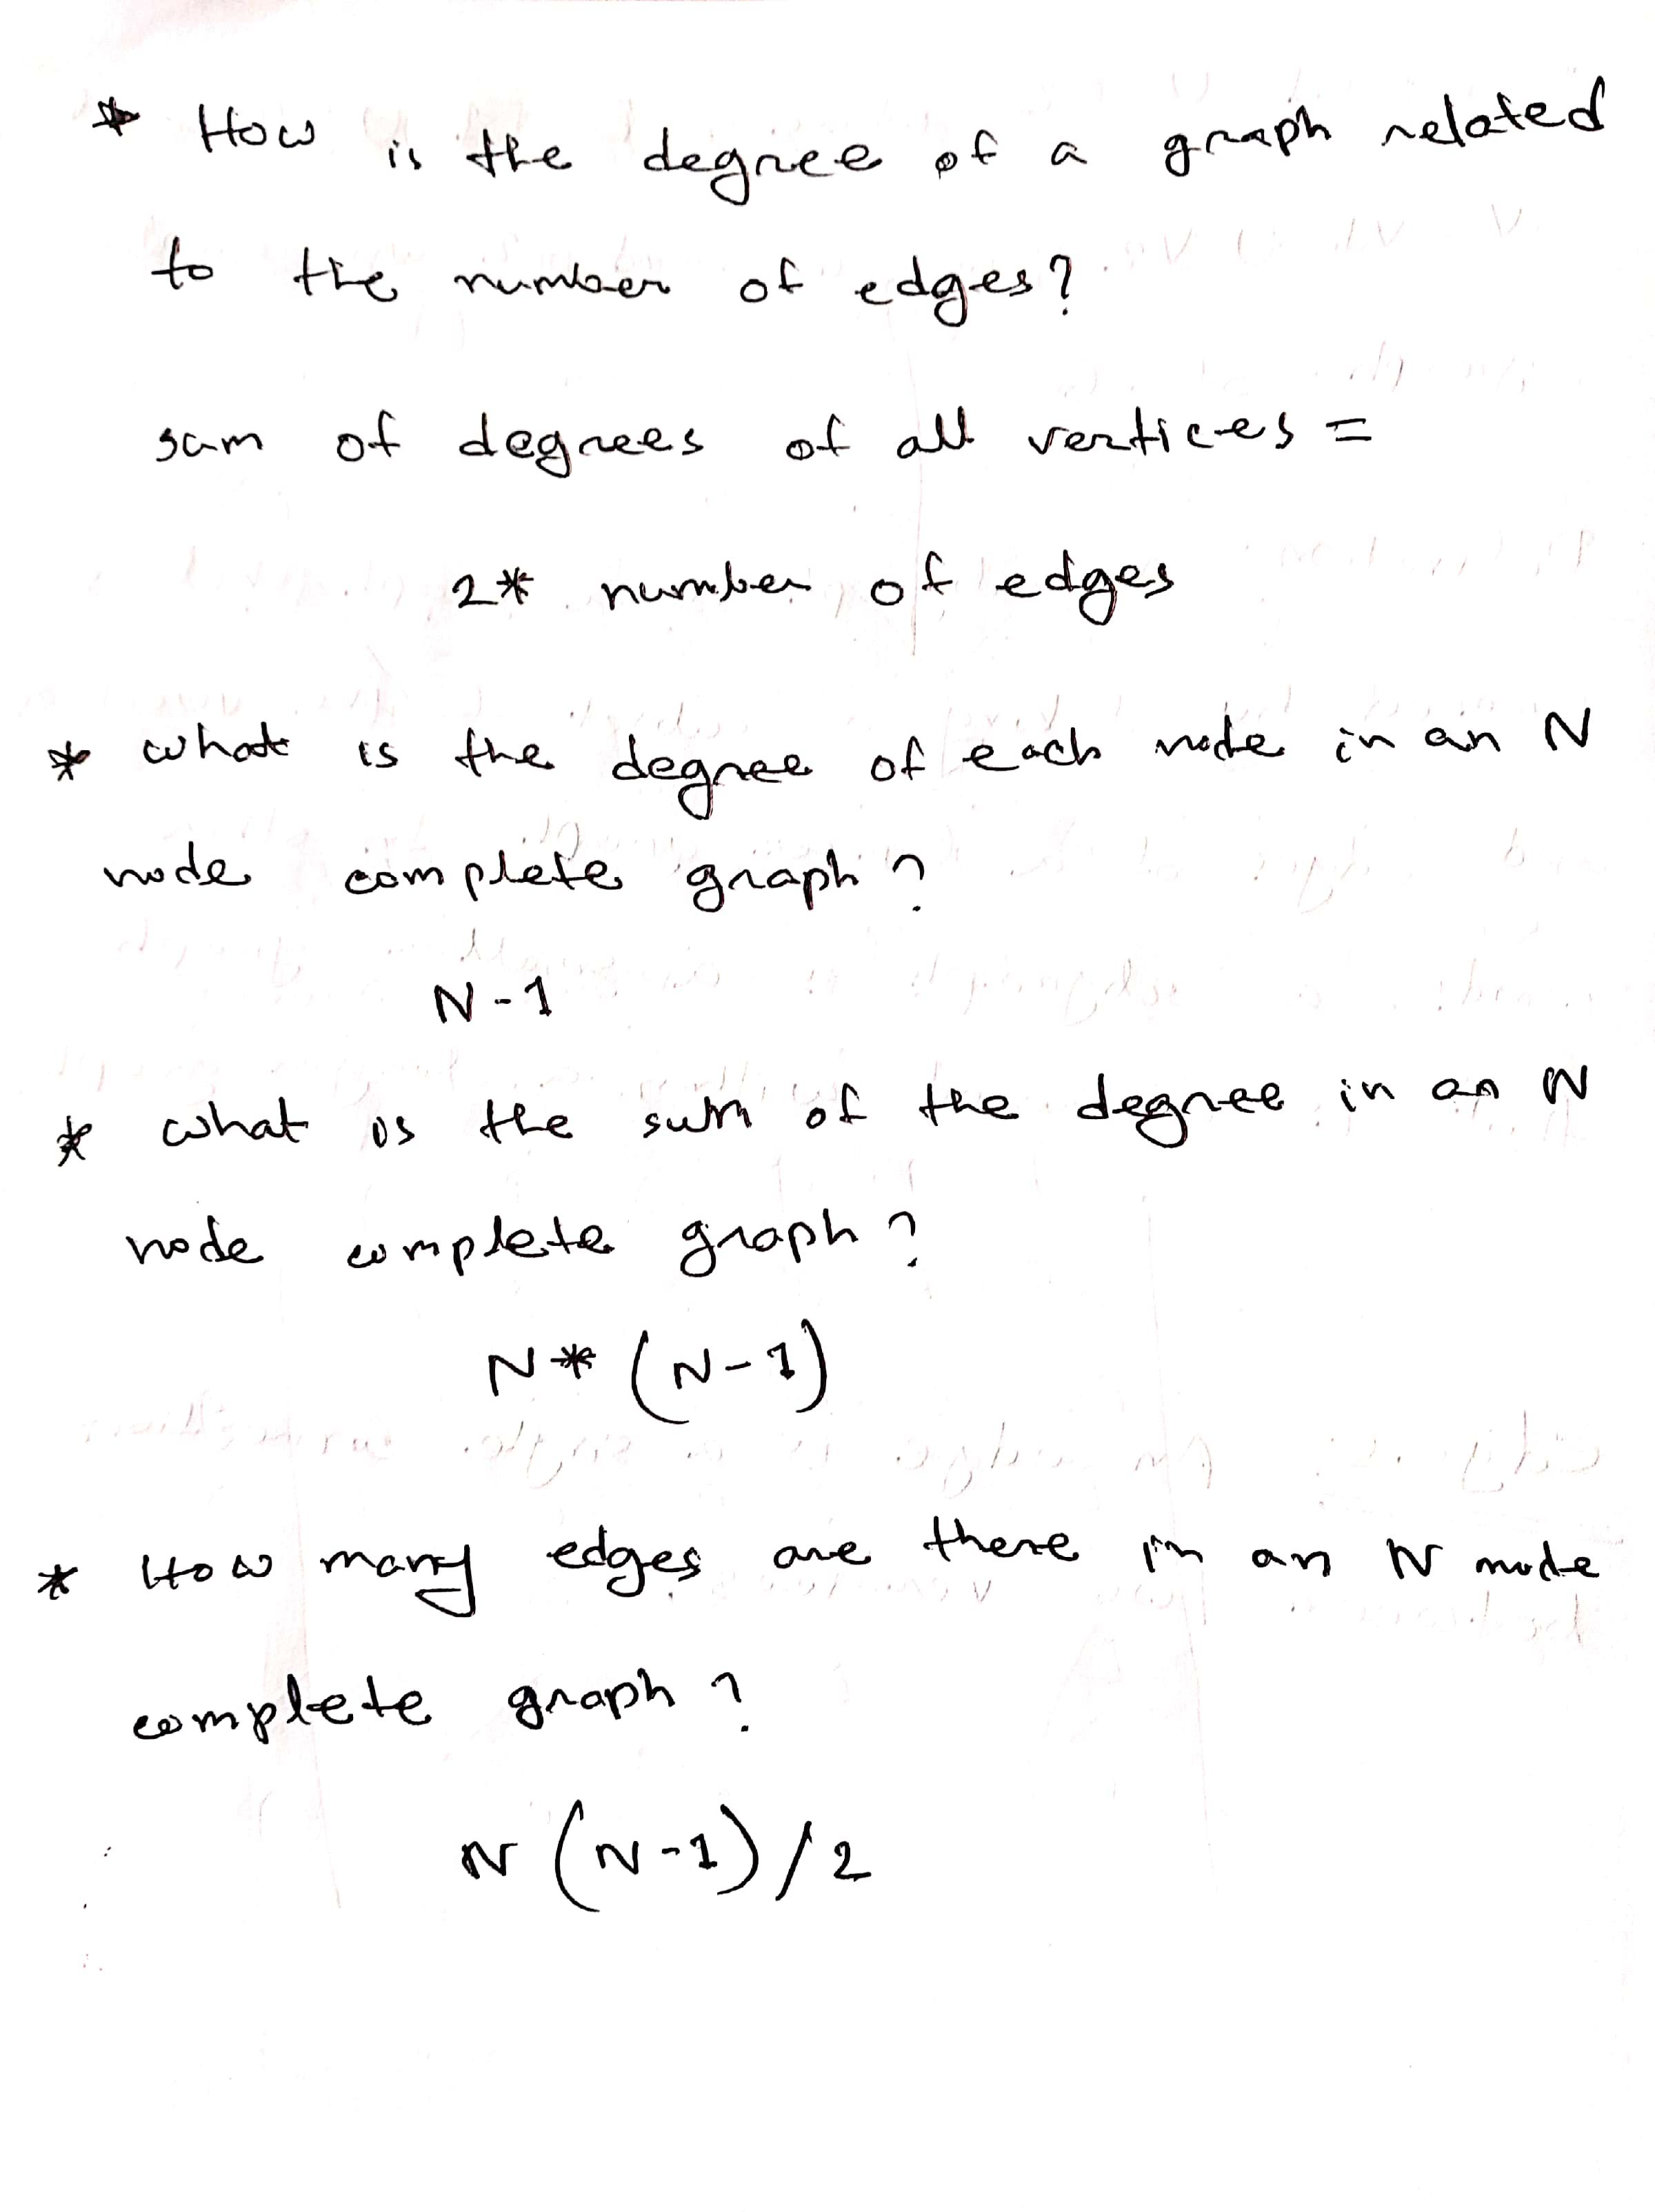 * How is the degree of a graph related
to the number of edges?
sum of degrees of all vertices =
2* number of edges
* what is the degree of each node in an N
node complete graph?
N-1
* what is the sum of the degree in an N
node complete graph?
N* (N-1)
* How many edges are there in an N node
complete graph?
N (N-1)/2